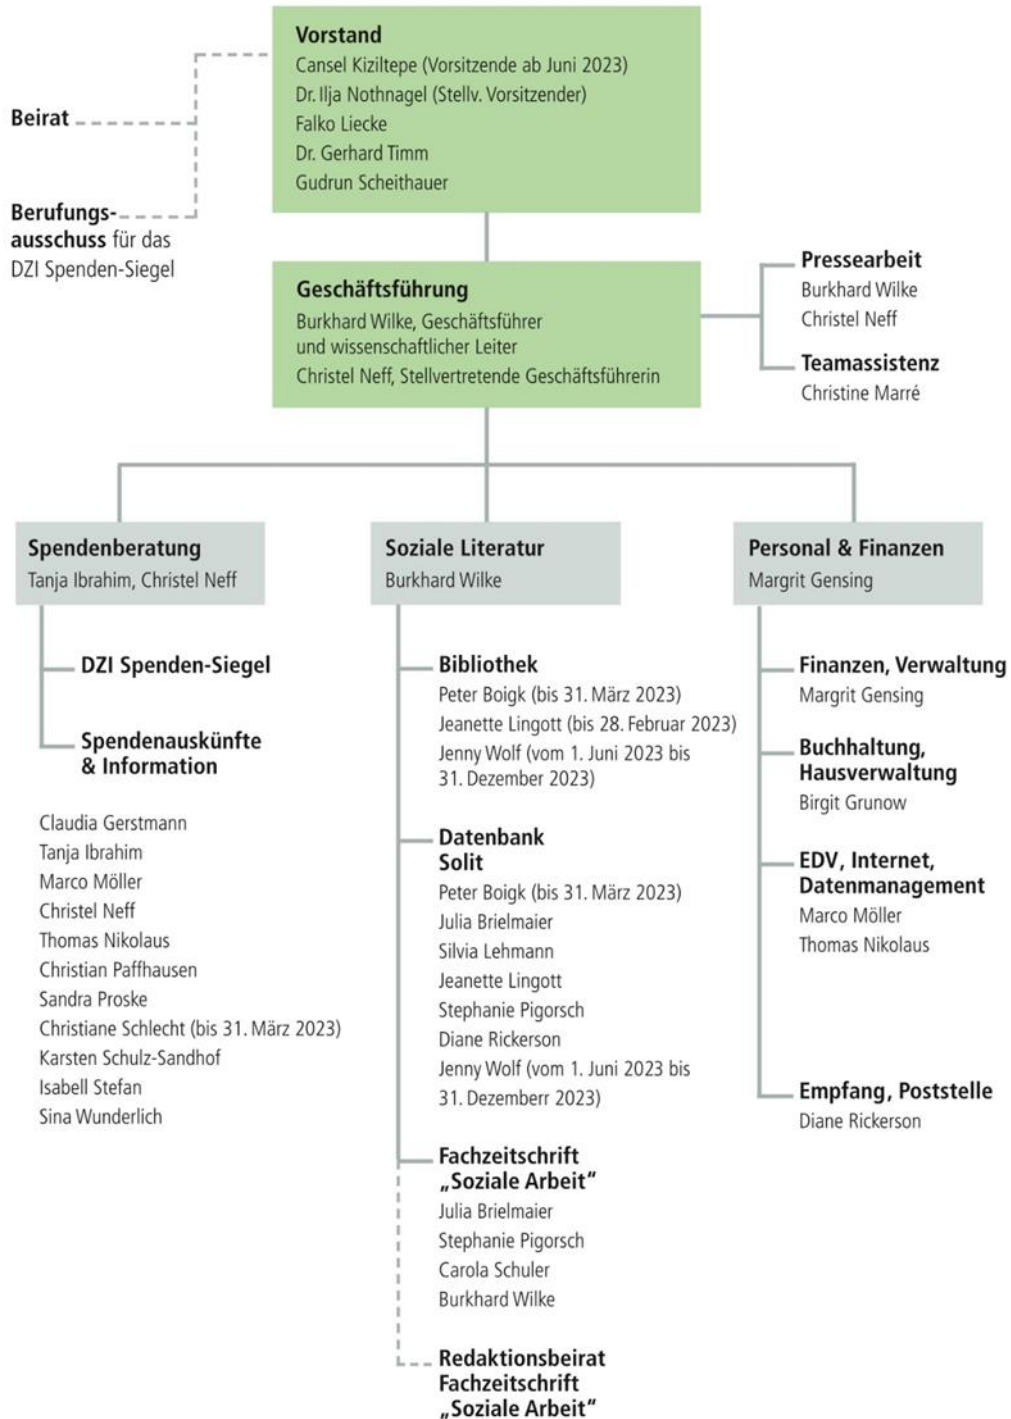 Vorstand
Cansel Kiziltepe (Vorsitzende ab Juni 2023)
Dr. Ilja Nothnagel (Stellv. Vorsitzender)
Falko Liecke
Dr. Gerhard Timm
Gudrun Scheithauer
Beirat
Berufungs-
ausschuss für das
DZI Spenden-Siegel
Geschäftsführung
Burkhard Wilke, Geschäftsführer
und wissenschaftlicher Leiter
Christel Neff, Stellvertretende Geschäftsführerin
Pressearbeit
Burkhard Wilke
Christel Neff
Teamassistenz
Christine Marré
Spendenberatung
Tanja Ibrahim, Christel Neff
DZI Spenden-Siegel
Spendenauskünfte
& Information
Claudia Gerstmann
Tanja Ibrahim
Marco Möller
Christel Neff
Thomas Nikolaus
Christian Paffhausen
Sandra Proske
Christiane Schlecht (bis 31. März 2023)
Karsten Schulz-Sandhof
Isabell Stefan
Sina Wunderlich
Soziale Literatur
Burkhard Wilke
Bibliothek
Peter Boigk (bis 31. März 2023)
Jeanette Lingott (bis 28. Februar 2023)
Jenny Wolf (vom 1. Juni 2023 bis
31. Dezember 2023)
Datenbank
Solit
Peter Boigk (bis 31. März 2023)
Julia Brielmaier
Silvia Lehmann
Jeanette Lingott
Stephanie Pigorsch
Diane Rickerson
Jenny Wolf (vom 1. Juni 2023 bis
31. Dezemberr 2023)
Fachzeitschrift
„Soziale Arbeit“
Julia Brielmaier
Stephanie Pigorsch
Carola Schuler
Burkhard Wilke
Redaktionsbeirat
Fachzeitschrift
„Soziale Arbeit“
Personal & Finanzen
Margrit Gensing
Finanzen, Verwaltung
Margrit Gensing
Buchhaltung,
Hausverwaltung
Birgit Grunow
EDV, Internet,
Datenmanagement
Marco Möller
Thomas Nikolaus
Empfang, Poststelle
Diane Rickerson